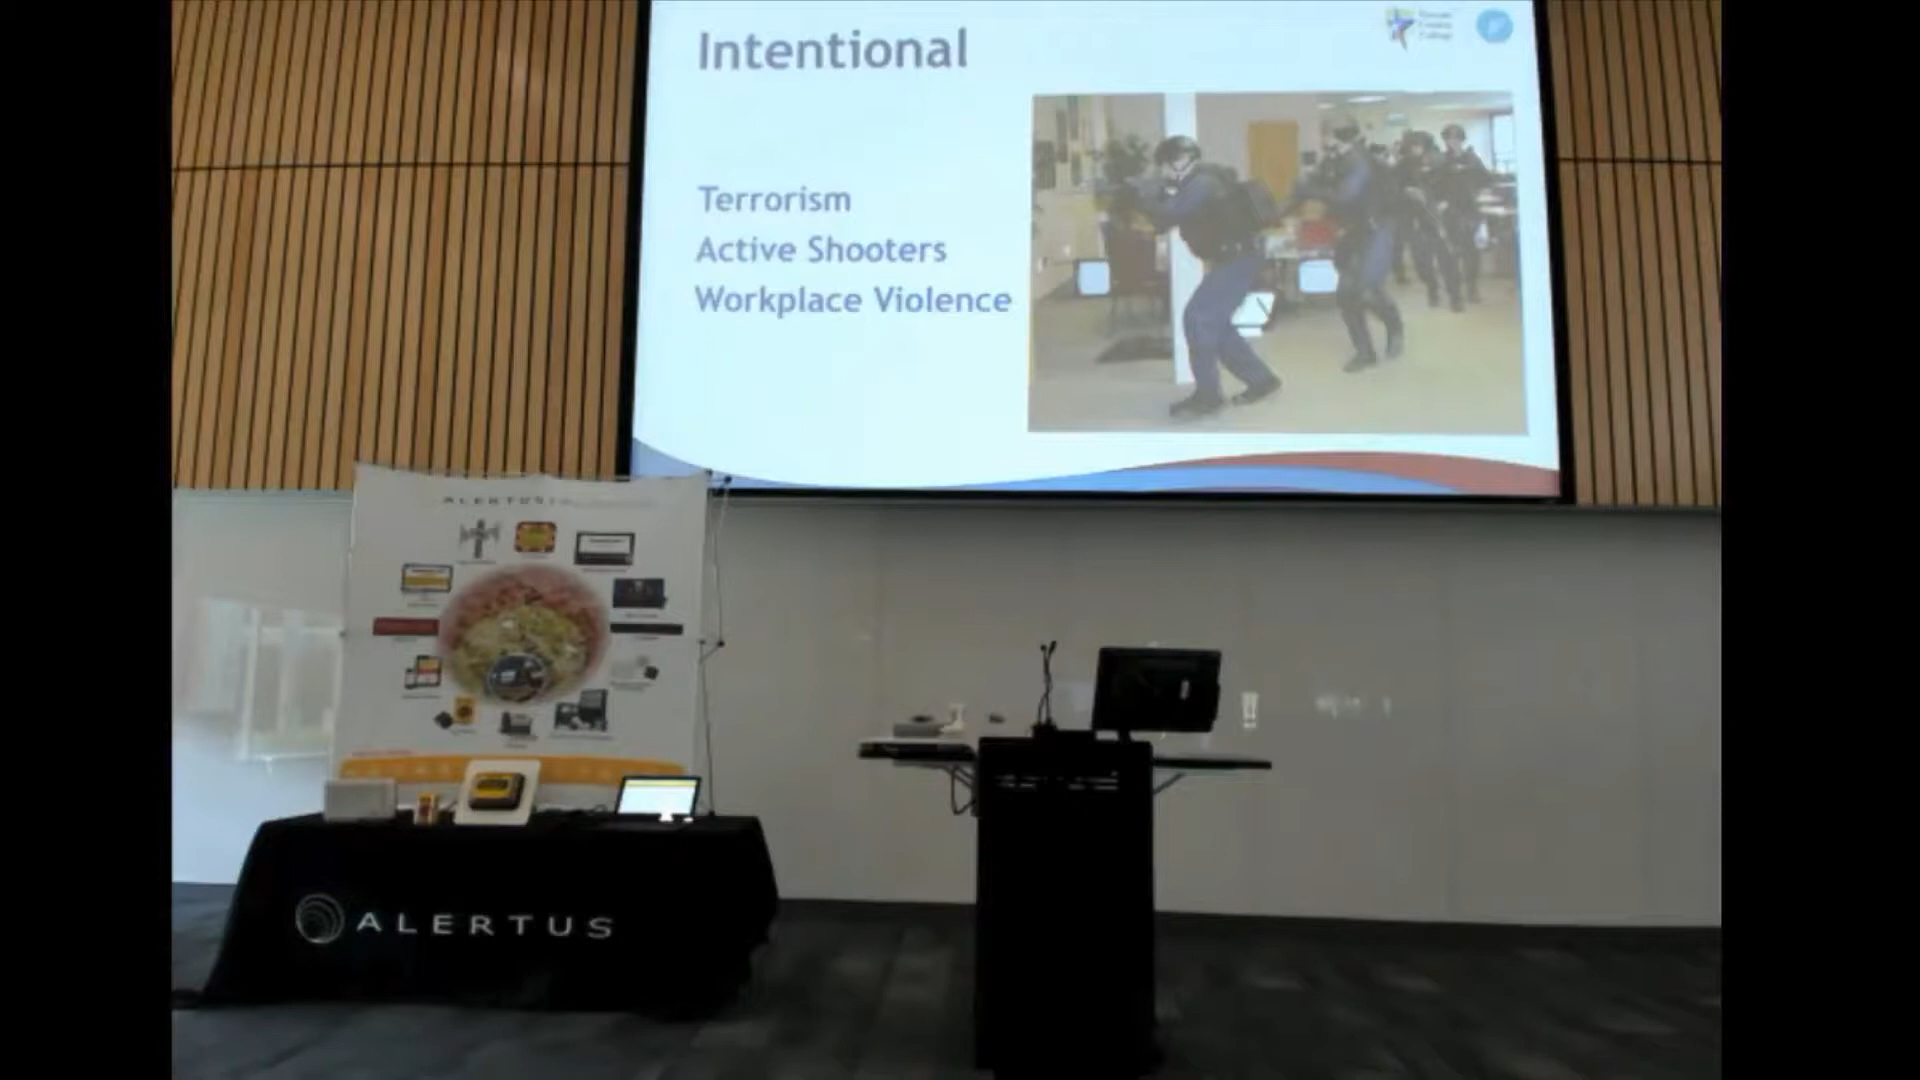 Intentional
Terrorism
Active Shooters
Workplace Violence
ALERTUS
ALERTUS